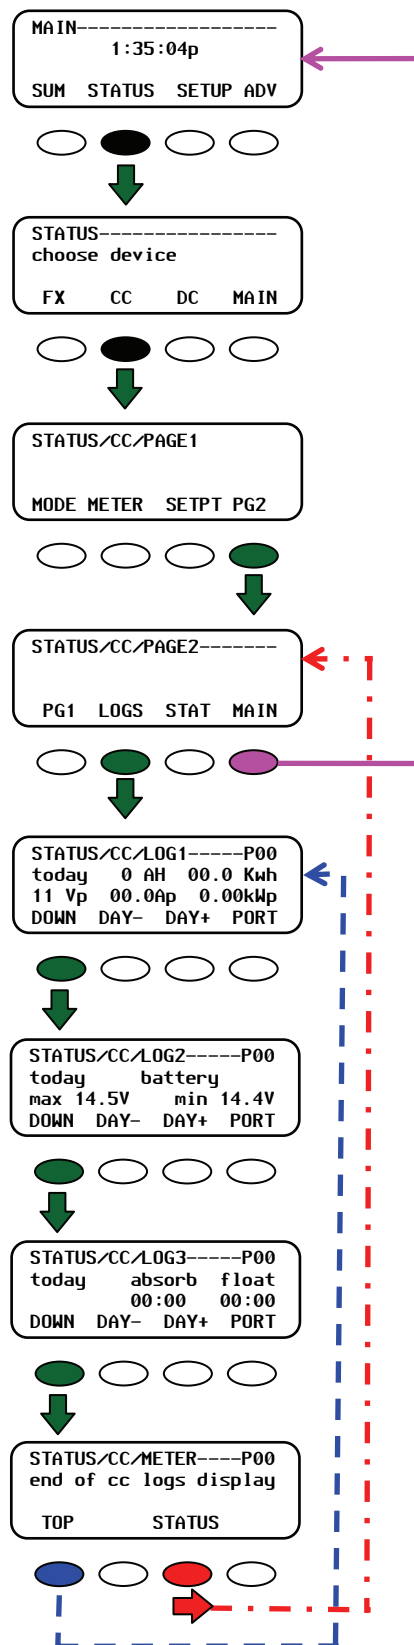 MAIN-------------------
1:35:04p
SUM STATUS SETUP ADV
STATUS----------------
choose device
FX CC DC MAIN
STATUS/CC/PAGE1
MODE METER SETPT PG2
STATUS/CC/PAGE2-------
PG1 LOGS STAT MAIN
STATUS/CC/LOG1-----P00
today 0 AH 00.0 Kwh
11 Vp 00.0Ap 0.00kWp
DOWN DAY- DAY+ PORT
STATUS/CC/LOG2-----P00
today battery
max 14.5V min 14.4V
DOWN DAY- DAY+ PORT
STATUS/CC/LOG3-----P00
today absorb float
00:00 00:00
DOWN DAY- DAY+ PORT
STATUS/CC/METER----P00
end of cc logs display
TOP STATUS